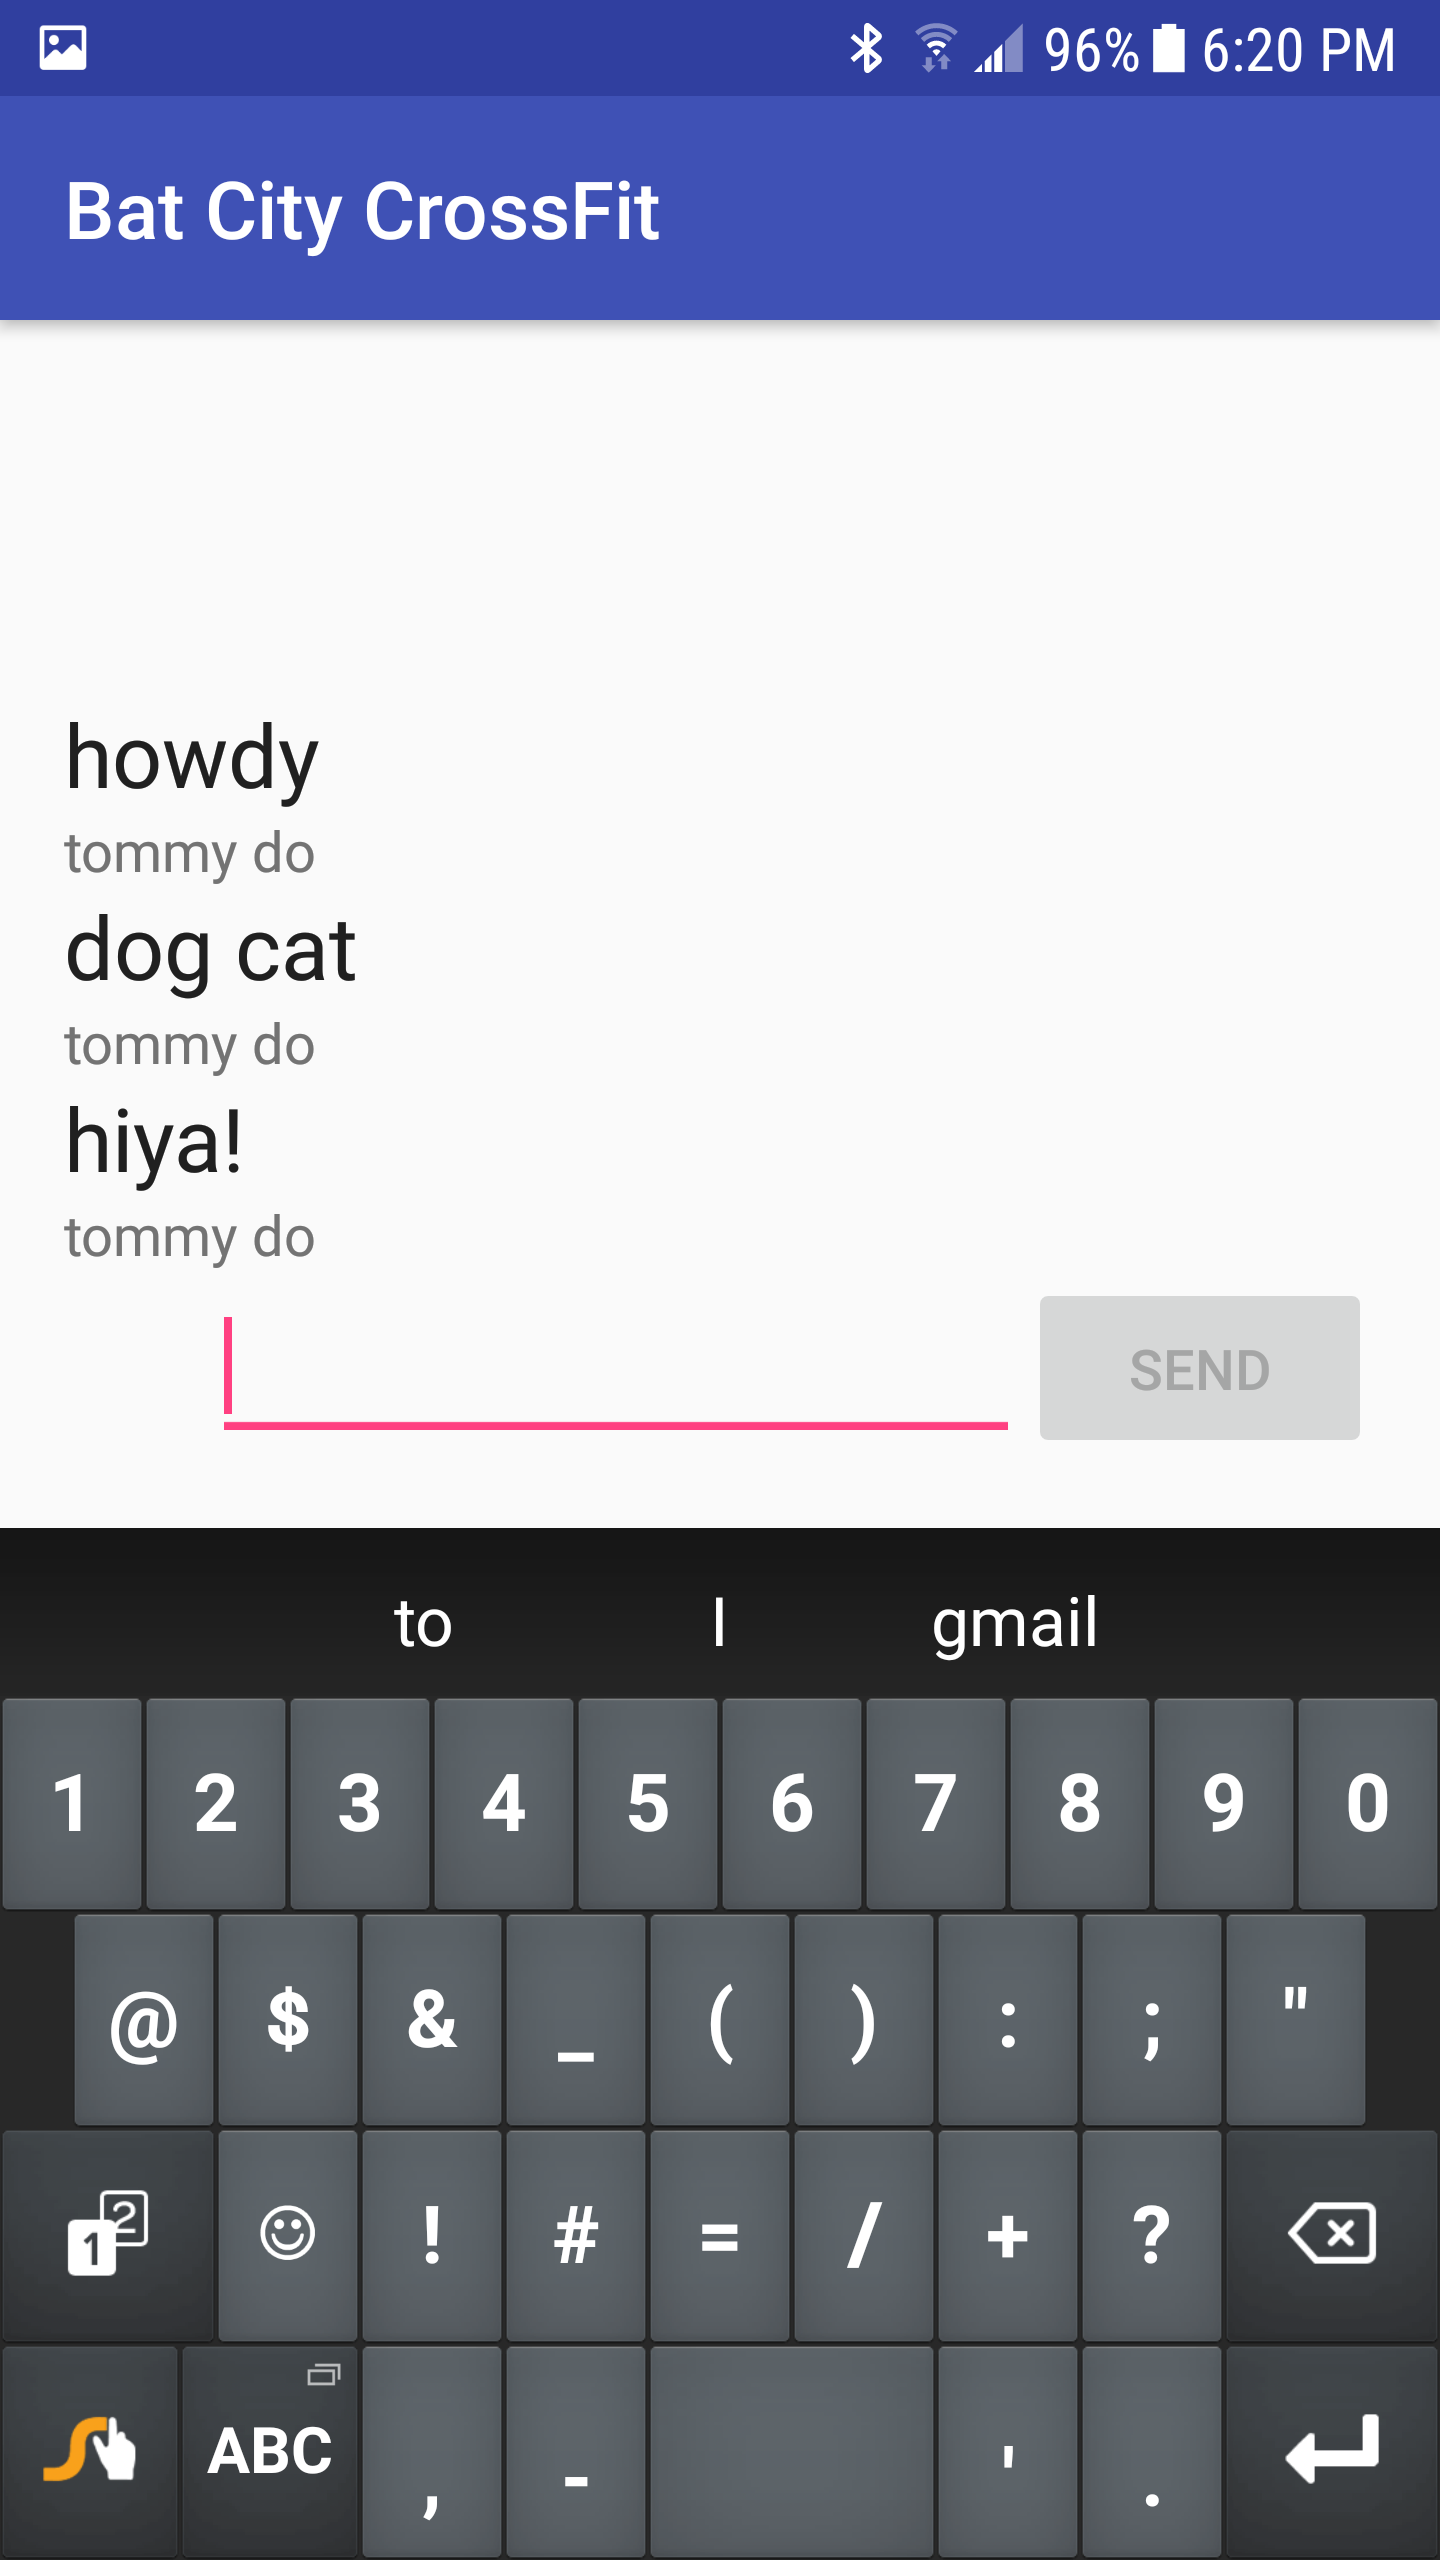 96% 6:20 PM
Bat City CrossFit
howdy
tommy do
dog cat
tommy do
hiya!
tommy do
SEND
to I gmail
1 2 3 4 5 6 7 8 9 0
@ $ & _ ( ) : ; "
1 2 ! # = / + ?
ABC , - ' .